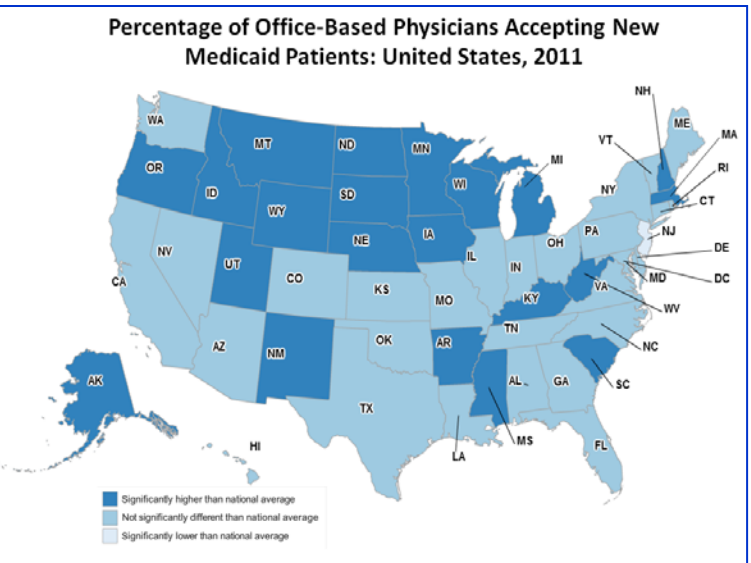 Percentage of Office-Based Physicians Accepting New
Medicaid Patients: United States, 2011
NH
WA
ME
MT
ND
MA
MN
VT
OR
MI
RI
ID
SD
WI
NY
CT
WY
NJ
PA
IA
NE
OH
DE
IL
NV
UT
IN
MD
DC
CO
CA
VA
KS
MO
KY
WV
TN
NC
OK
AZ
AR
NM
AK
AL
GA
SC
TX
MS
HI
FL
LA
Significantly higher than national average
Not significantly different than national average
Significantly lower than national average